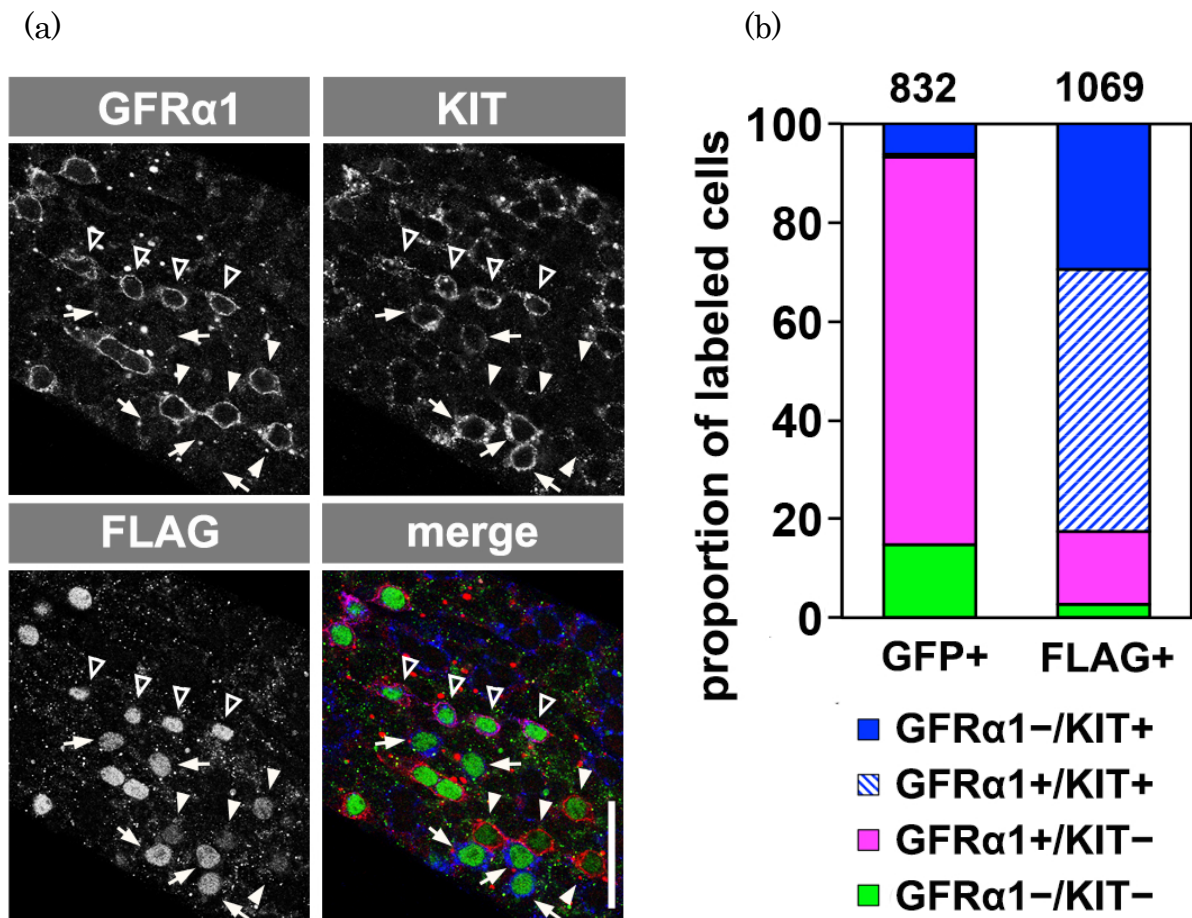 (a)
(b)
GFRα1
KIT
FLAG
merge
832
1069
proportion of labeled cells
100
80
60
40
20
0
GFP+
FLAG+
GFRα1−/KIT+
GFRα1+/KIT+
GFRα1+/KIT−
GFRα1−/KIT−